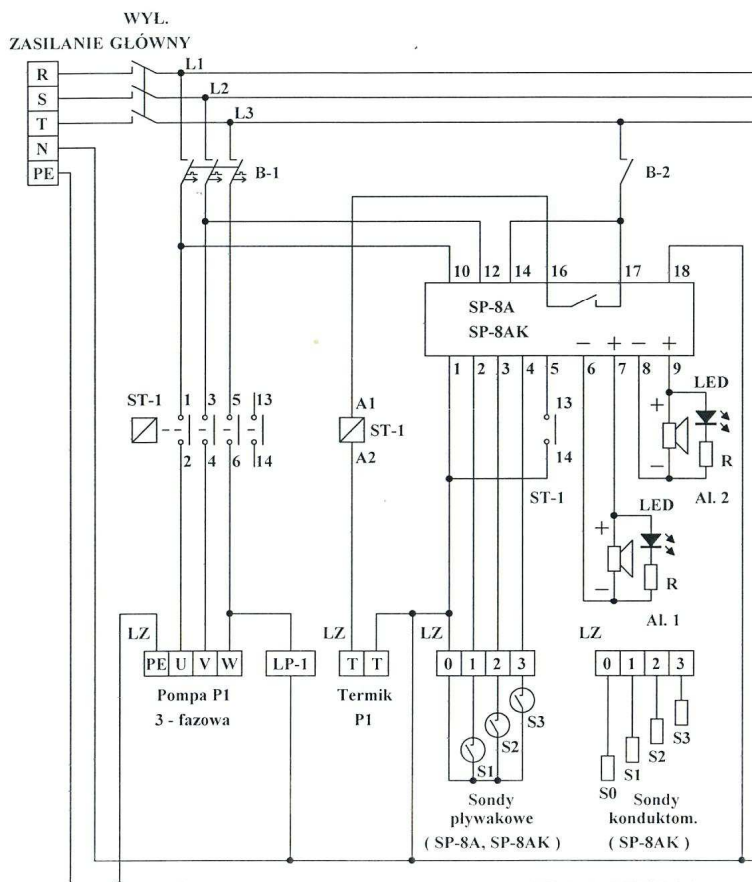 WYŁ.
ZASILANIE GŁÓWNY
R
S
T
N
PE
L1
L2
L3
B-1
B-2
10 12 14 16 17 18
SP-8A
SP-8AK
− + − +
1 2 3 4 5 6 7 8 9
ST-1
1 3 5 13
2 4 6 14
A1
ST-1
A2
13
14
ST-1
+
−
LED
R
Al. 2
+
−
LED
R
Al. 1
LZ
PE U V W
LP-1
Pompa P1
3 - fazowa
LZ
T T
Termik
P1
LZ
0 1 2 3
S1
S2
S3
Sondy
pływakowe
( SP-8A, SP-8AK )
LZ
0 1 2 3
S0
S1
S2
S3
Sondy
konduktom.
( SP-8AK )